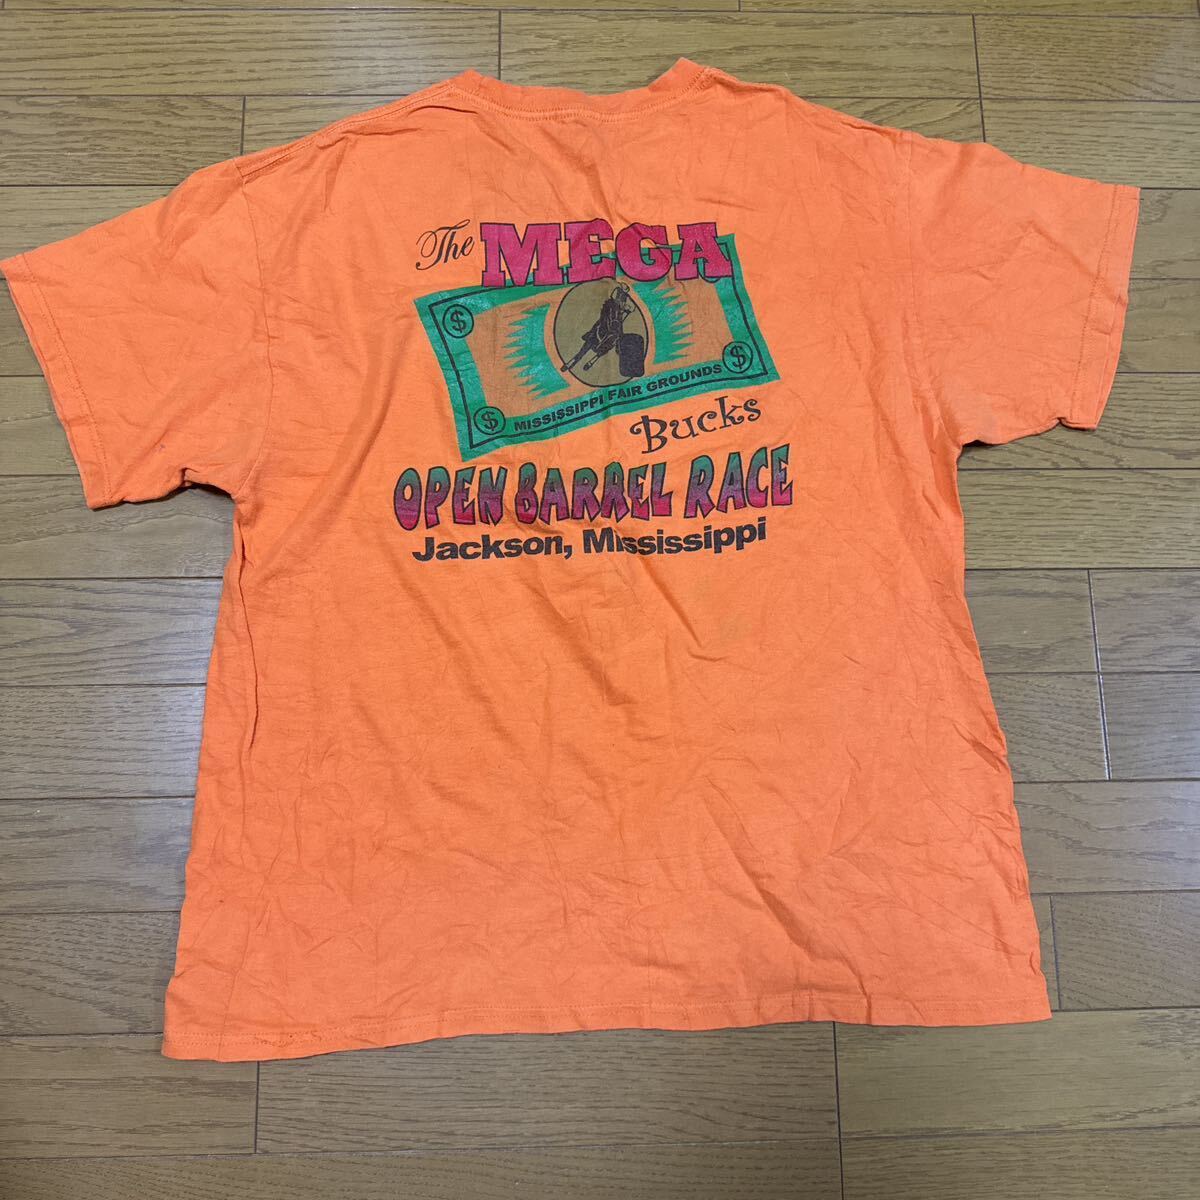 The MEGA
$
$
$
MISSISSIPPI FAIR GROUNDS
Bucks
OPEN BARREL RACE
Jackson, Mississippi